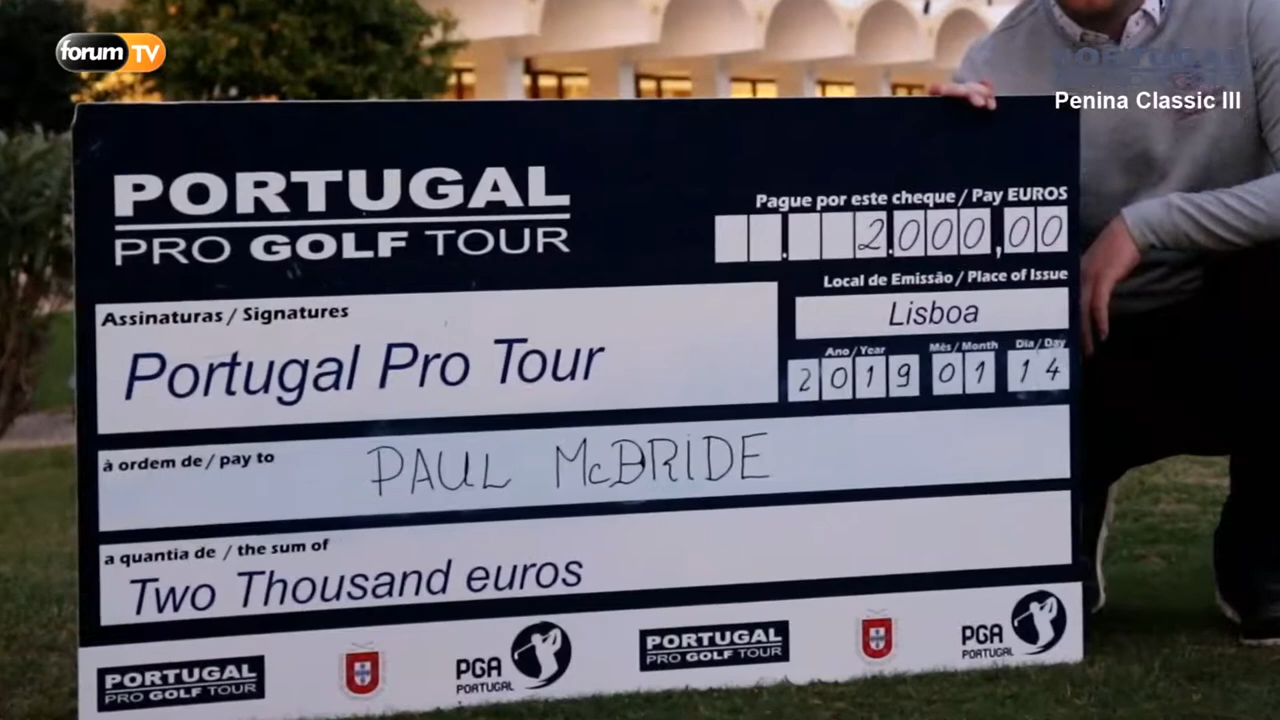 forum TV
PORTUGAL
Penina Classic III
PORTUGAL
PRO GOLF TOUR
Pague por este cheque / Pay EUROS
2.000,00
Local de Emissão / Place of Issue
Lisboa
Ano / Year Mês / Month Dia / Day
2019 01 14
Assinaturas / Signatures
Portugal Pro Tour
à ordem de / pay to
PAUL McBRIDE
a quantia de / the sum of
Two Thousand euros
PORTUGAL
PRO GOLF TOUR
PGA
PORTUGAL
PORTUGAL
PRO GOLF TOUR
PGA
PORTUGAL